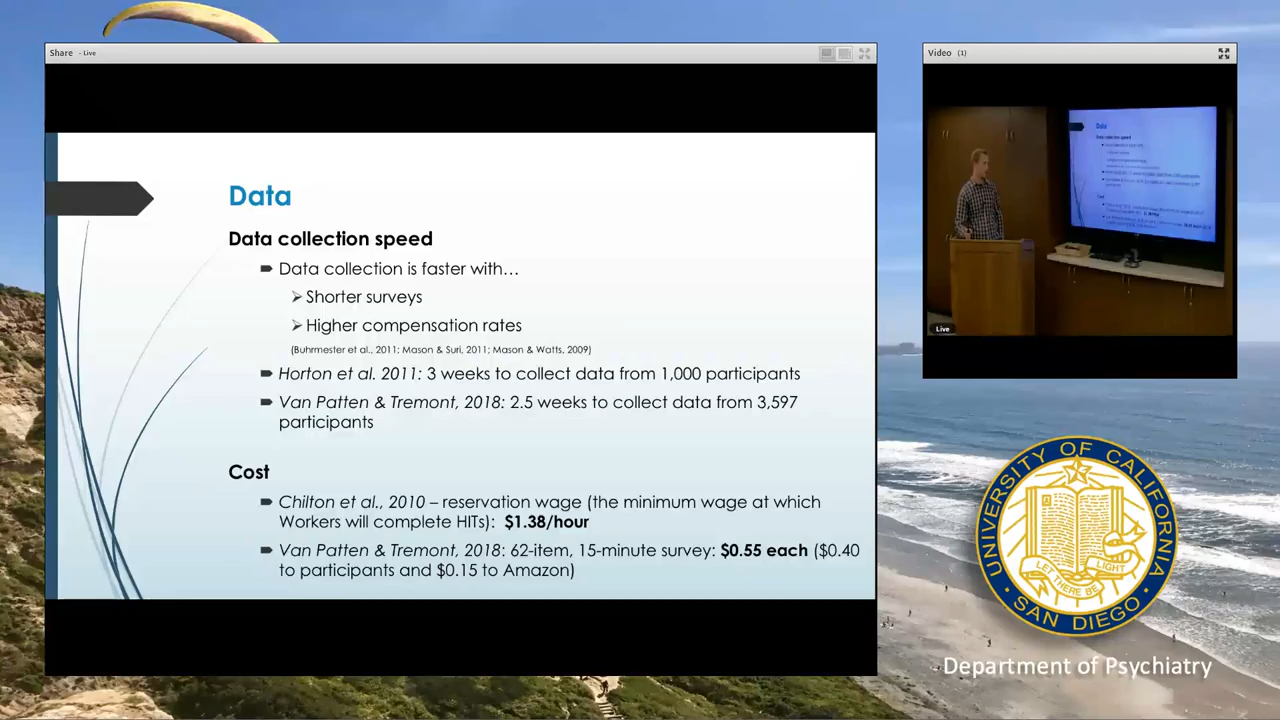 Share - Live
Video (1)
Data
Data collection speed
Data collection is faster with…
Shorter surveys
Higher compensation rates
(Buhrmester et al., 2011; Mason & Suri, 2011; Mason & Watts, 2009)
Horton et al. 2011: 3 weeks to collect data from 1,000 participants
Van Patten & Tremont, 2018: 2.5 weeks to collect data from 3,597
participants
Cost
Chilton et al., 2010 – reservation wage (the minimum wage at which
Workers will complete HITs): $1.38/hour
Van Patten & Tremont, 2018: 62-item, 15-minute survey: $0.55 each ($0.40
to participants and $0.15 to Amazon)
Data
Data collection speed
Cost
Live
UNIVERSITY OF CALIFORNIA
LET THERE BE LIGHT
SAN DIEGO
Department of Psychiatry